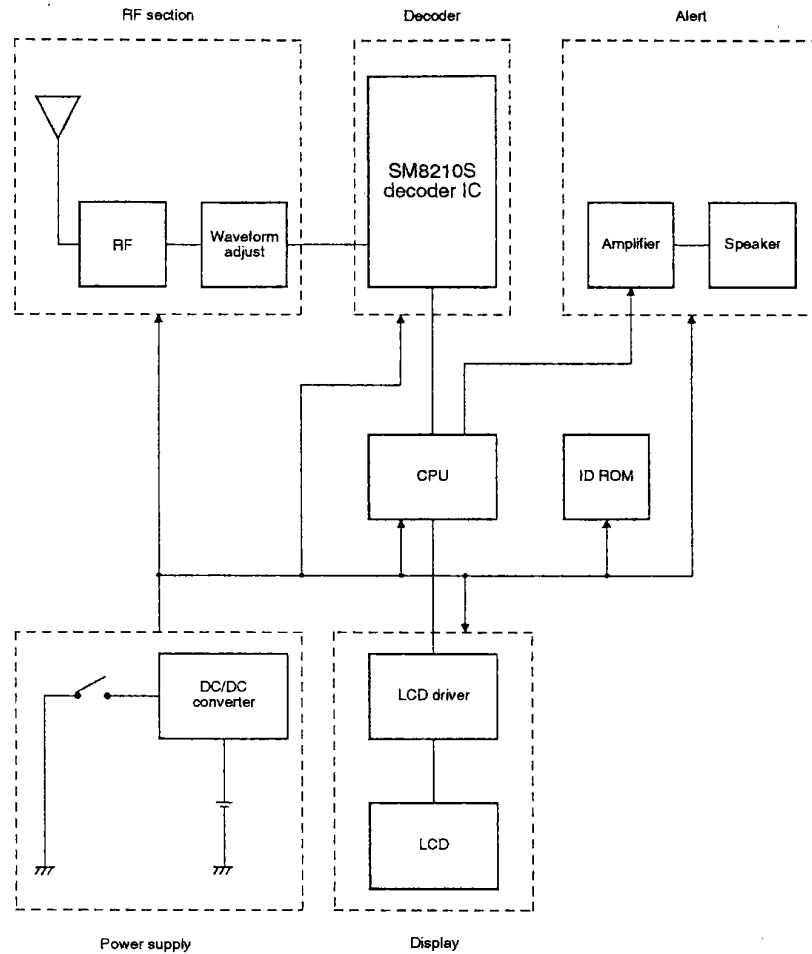 RF section
Decoder
Alert
SM8210S
decoder IC
RF
Waveform
adjust
Amplifier
Speaker
CPU
ID ROM
DC/DC
converter
LCD driver
LCD
Power supply
Display